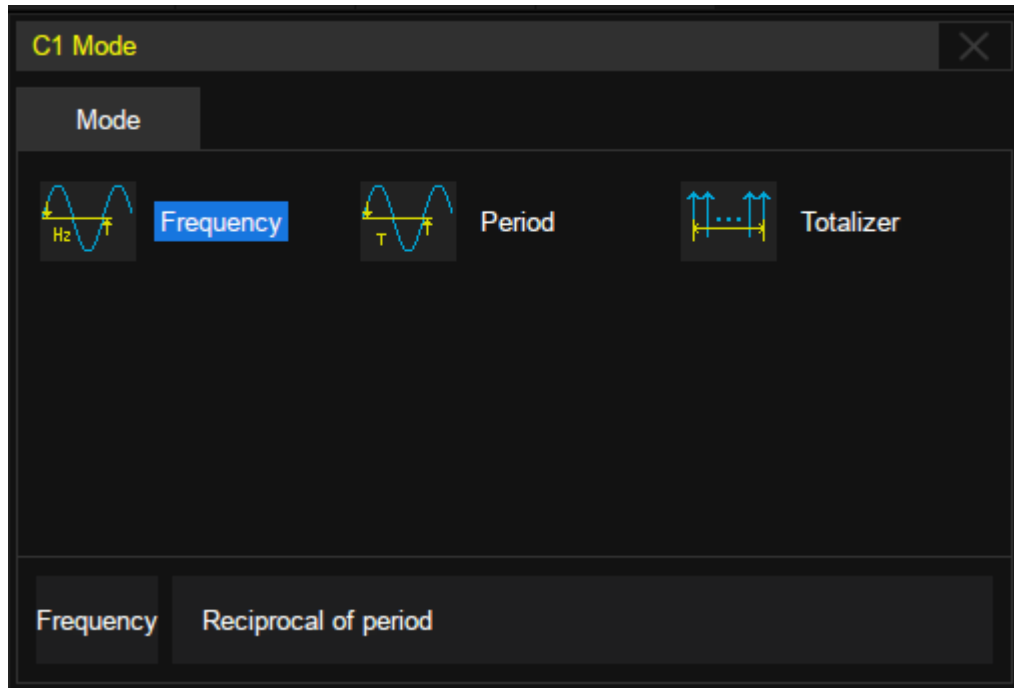 C1 Mode
Mode
Hz Frequency T Period Totalizer
Frequency Reciprocal of period